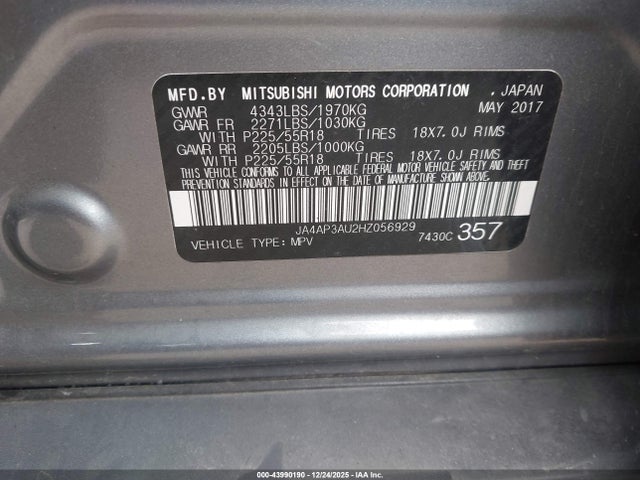 MFD.BY MITSUBISHI MOTORS CORPORATION , JAPAN
GVWR 4343LBS/1970KG MAY 2017
GAWR FR 2271LBS/1030KG
WITH P225/55R18 TIRES 18X7.0J RIMS
GAWR RR 2205LBS/1000KG
WITH P225/55R18 TIRES 18X7.0J RIMS
THIS VEHICLE CONFORMS TO ALL APPLICABLE FEDERAL MOTOR VEHICLE SAFETY AND THEFT
PREVENTION STANDARDS IN EFFECT ON THE DATE OF MANUFACTURE SHOWN ABOVE.
JA4AP3AU2HZ056929
VEHICLE TYPE:MPV 7430C 357
000-43990190 - 12/24/2025 - IAAI.COM